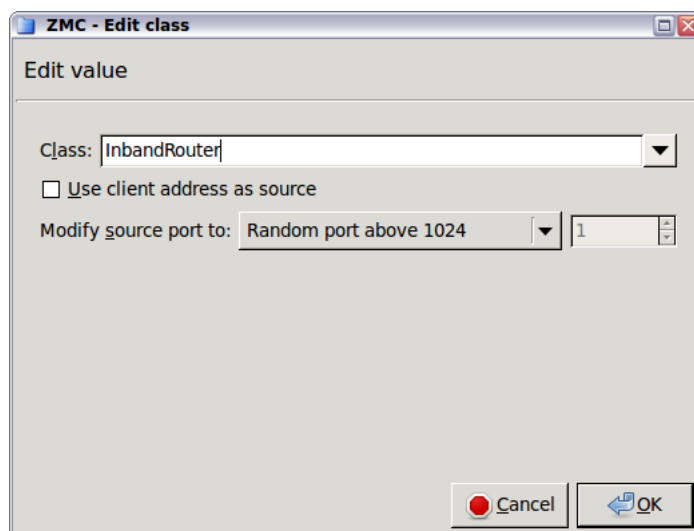 ZMC - Edit class
Edit value
Class: InbandRouter
Use client address as source
Modify source port to: Random port above 1024 1
Cancel OK